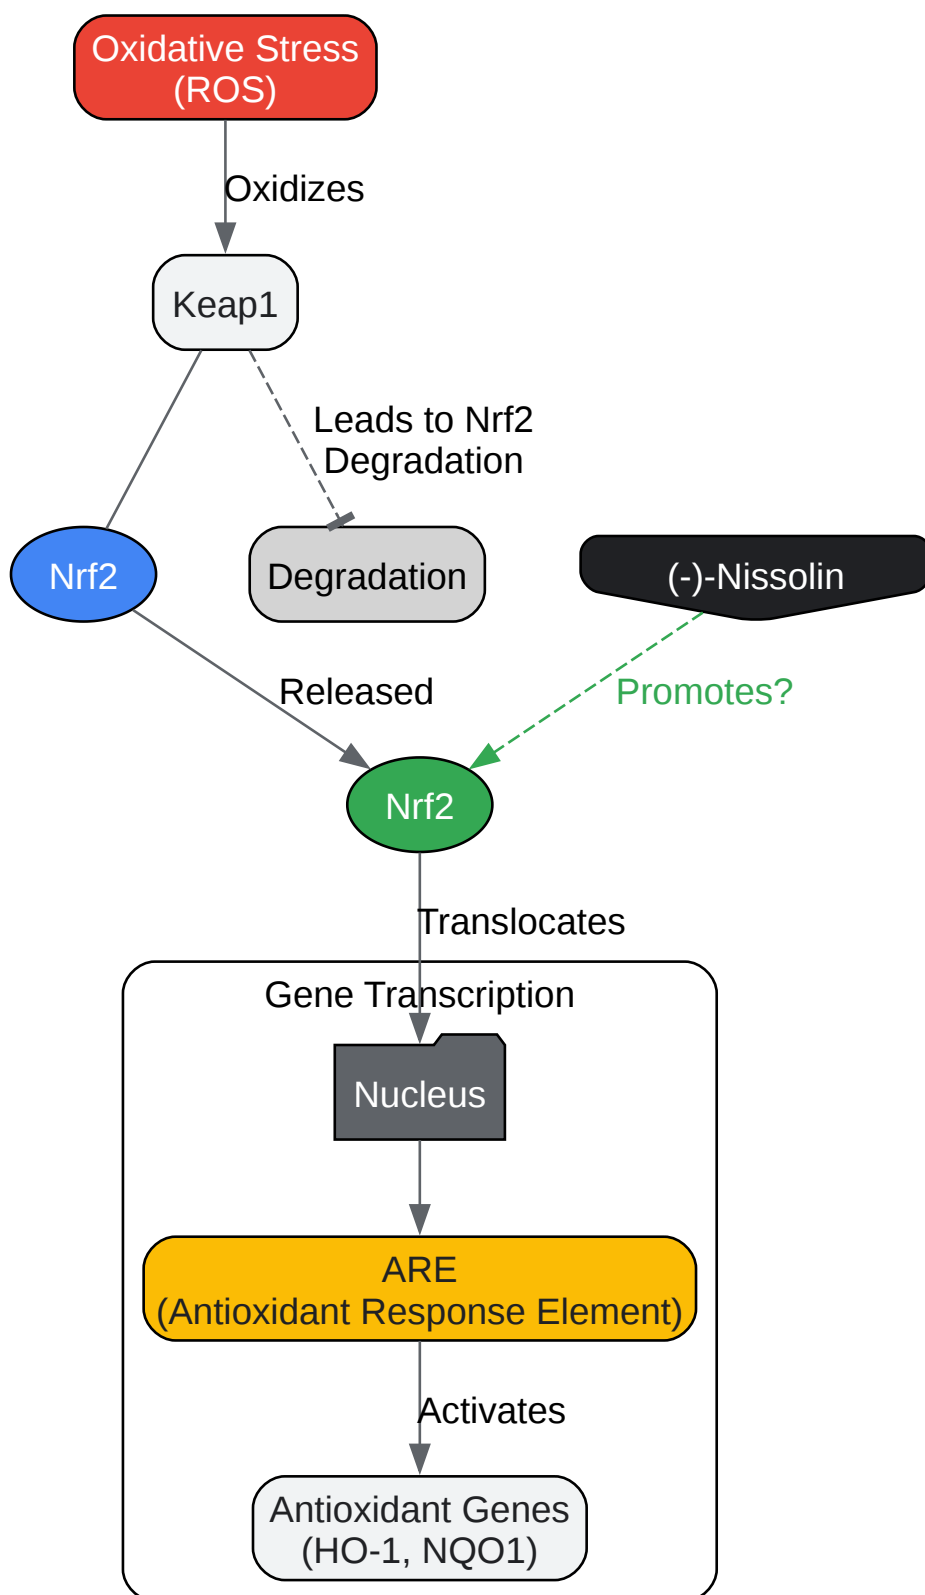 Oxidative Stress
(ROS)
Oxidizes
Keap1
Leads to Nrf2
Degradation
Nrf2
Degradation
(-)-Nissolin
Released
Promotes?
Nrf2
Translocates
Gene Transcription
Nucleus
ARE
(Antioxidant Response Element)
Activates
Antioxidant Genes
(HO-1, NQO1)